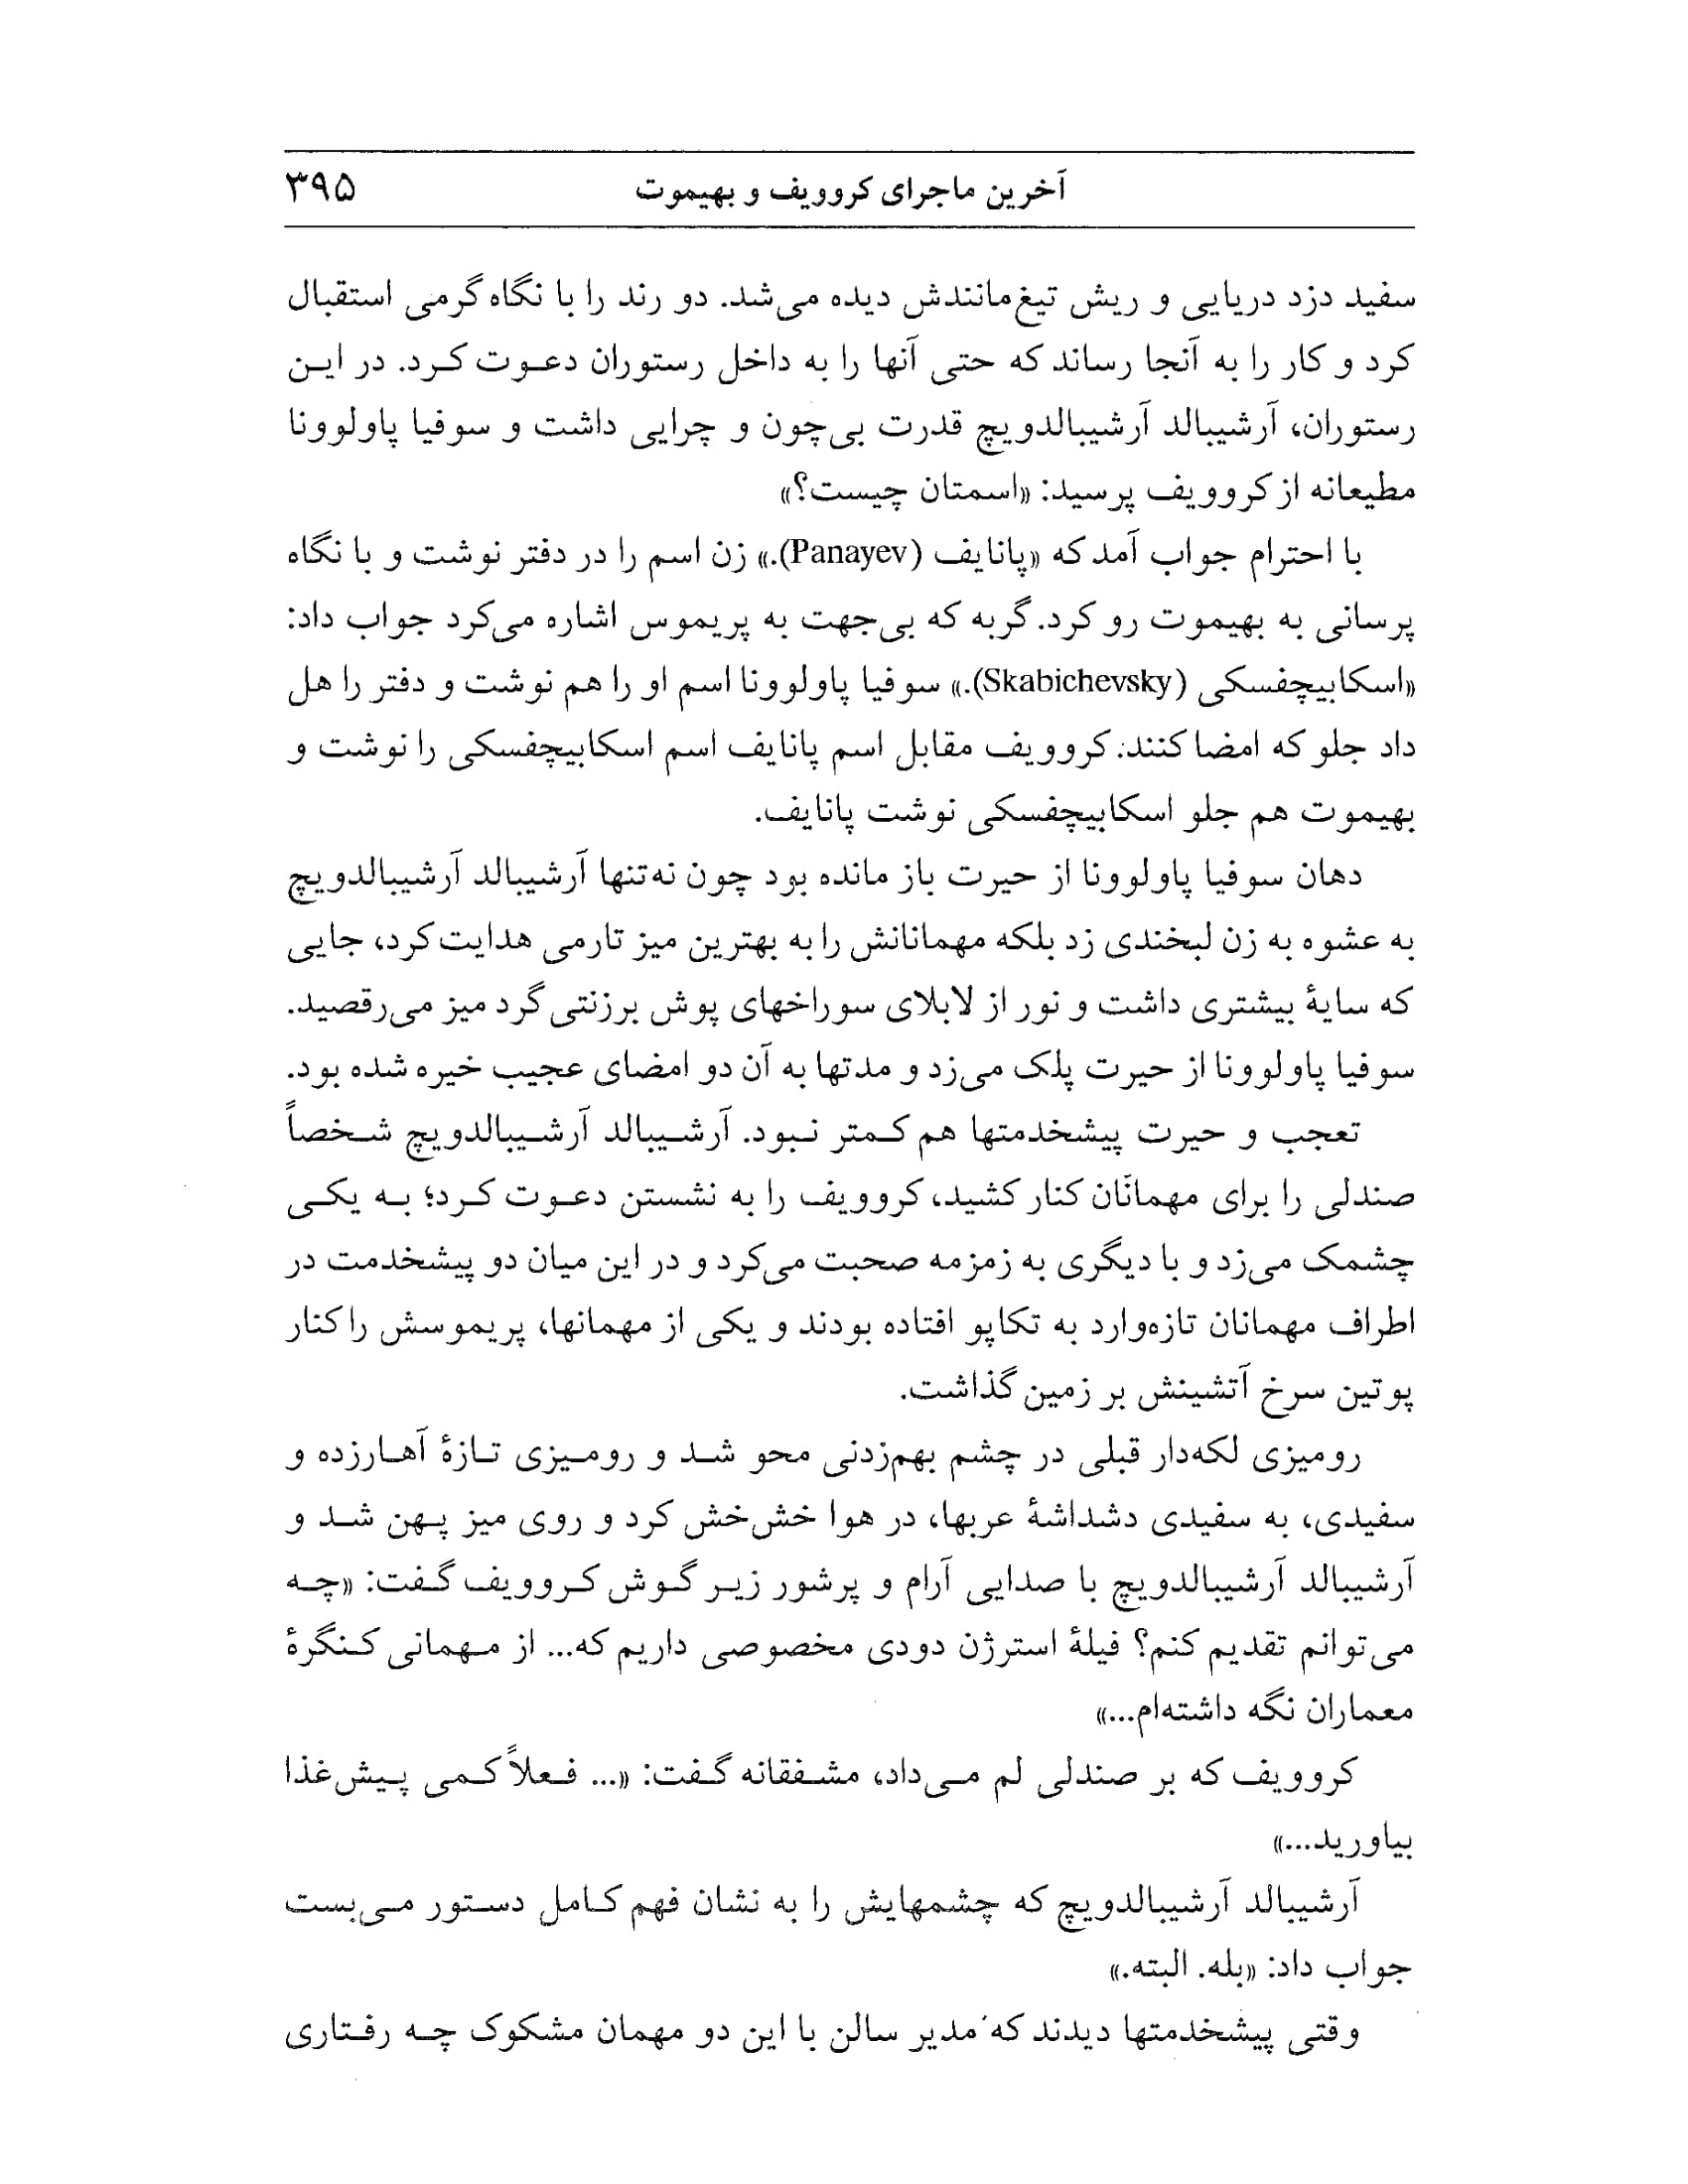 آخرین ماجرای کروویف و بهیموت ۳۹۵
سفید دزد دریایی و ریش تیغ‌مانندش دیده می‌شد. دو رند را با نگاه گرمی استقبال
کرد و کار را به آنجا رساند که حتی آنها را به داخل رستوران دعوت کرد. در این
رستوران، آرشیبالد آرشیبالدویچ قدرت بی‌چون و چرایی داشت و سوفیا پاولوونا
مطیعانه از کروویف پرسید: «اسمتان چیست؟»
با احترام جواب آمد که «پانایف (Panayev).» زن اسم را در دفتر نوشت و با نگاه
پرسانی به بهیموت رو کرد. گربه که بی‌جهت به پریموس اشاره می‌کرد جواب داد:
«اسکابیچفسکی (Skabichevsky).» سوفیا پاولوونا اسم او را هم نوشت و دفتر را هل
داد جلو که امضا کنند. کروویف مقابل اسم پانایف اسم اسکابیچفسکی را نوشت و
بهیموت هم جلو اسکابیچفسکی نوشت پانایف.
دهان سوفیا پاولوونا از حیرت باز مانده بود چون نه‌تنها آرشیبالد آرشیبالدویچ
به عشوه به زن لبخندی زد بلکه مهمانانش را به بهترین میز تارمی هدایت کرد، جایی
که سایهٔ بیشتری داشت و نور از لابلای سوراخهای پوش برزنتی گرد میز می‌رقصید.
سوفیا پاولوونا از حیرت پلک می‌زد و مدتها به آن دو امضای عجیب خیره شده بود.
تعجب و حیرت پیشخدمتها هم کمتر نبود. آرشیبالد آرشیبالدویچ شخصاً
صندلی را برای مهمانان کنار کشید، کروویف را به نشستن دعوت کرد؛ به یکی
چشمک می‌زد و با دیگری به زمزمه صحبت می‌کرد و در این میان دو پیشخدمت در
اطراف مهمانان تازه‌وارد به تکاپو افتاده بودند و یکی از مهمانها، پریموسش را کنار
پوتین سرخ آتشینش بر زمین گذاشت.
رومیزی لکه‌دار قبلی در چشم بهم‌زدنی محو شد و رومیزی تازهٔ آهارزده و
سفیدی، به سفیدی دشداشهٔ عربها، در هوا خش‌خش کرد و روی میز پهن شد و
آرشیبالد آرشیبالدویچ با صدایی آرام و پرشور زیر گوش کروویف گفت: «چه
می‌توانم تقدیم کنم؟ فیلهٔ استرژن دودی مخصوصی داریم که... از مهمانی کنگرهٔ
معماران نگه داشته‌ام...»
کروویف که بر صندلی لم می‌داد، مشفقانه گفت: «... فعلاً کمی پیش‌غذا
بیاورید...»
آرشیبالد آرشیبالدویچ که چشمهایش را به نشان فهم کامل دستور می‌بست
جواب داد: «بله. البته.»
وقتی پیشخدمتها دیدند که مدیر سالن با این دو مهمان مشکوک چه رفتاری